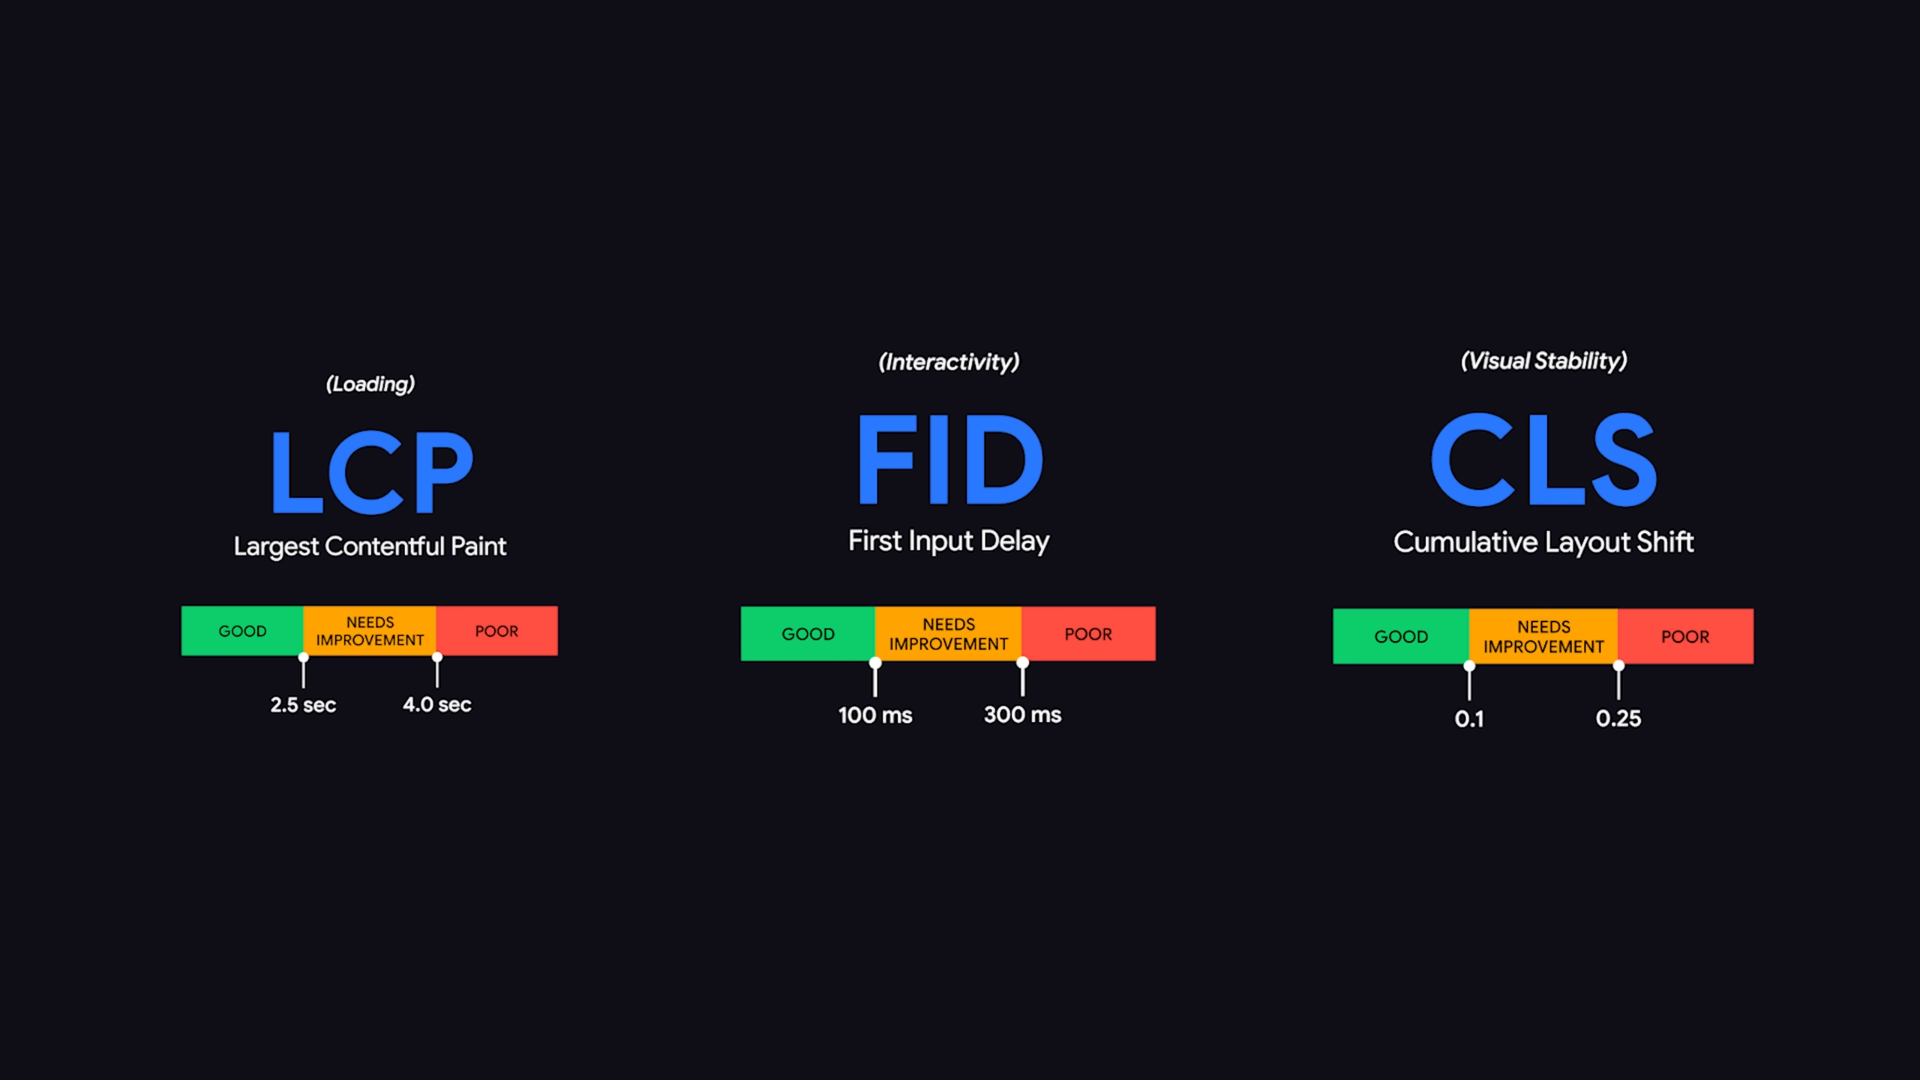 (Loading)
LCP
Largest Contentful Paint
GOOD
NEEDS
IMPROVEMENT
POOR
2.5 sec
4.0 sec
(Interactivity)
FID
First Input Delay
GOOD
NEEDS
IMPROVEMENT
POOR
100 ms
300 ms
(Visual Stability)
CLS
Cumulative Layout Shift
GOOD
NEEDS
IMPROVEMENT
POOR
0.1
0.25